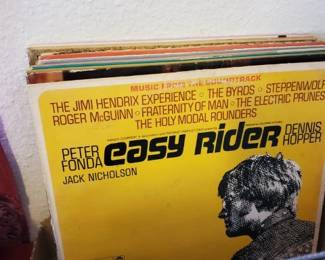 MUSIC FROM THE SOUNDTRACK
THE JIMI HENDRIX EXPERIENCE · THE BYRDS · STEPPENWOLF
ROGER McGUINN · FRATERNITY OF MAN · THE ELECTRIC PRUNES
THE HOLY MODAL ROUNDERS
PETER FONDA
easy RideR
DENNIS HOPPER
JACK NICHOLSON